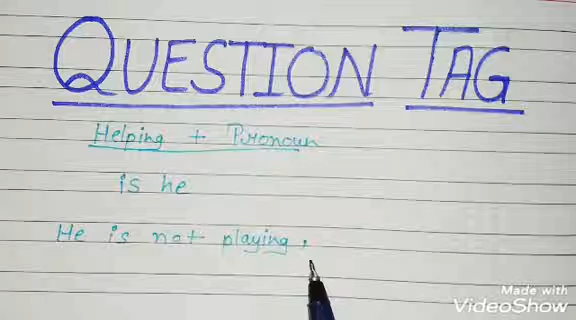 QUESTION TAG
Helping + Pronoun
is he
He is not playing,
Made with
VideoShow